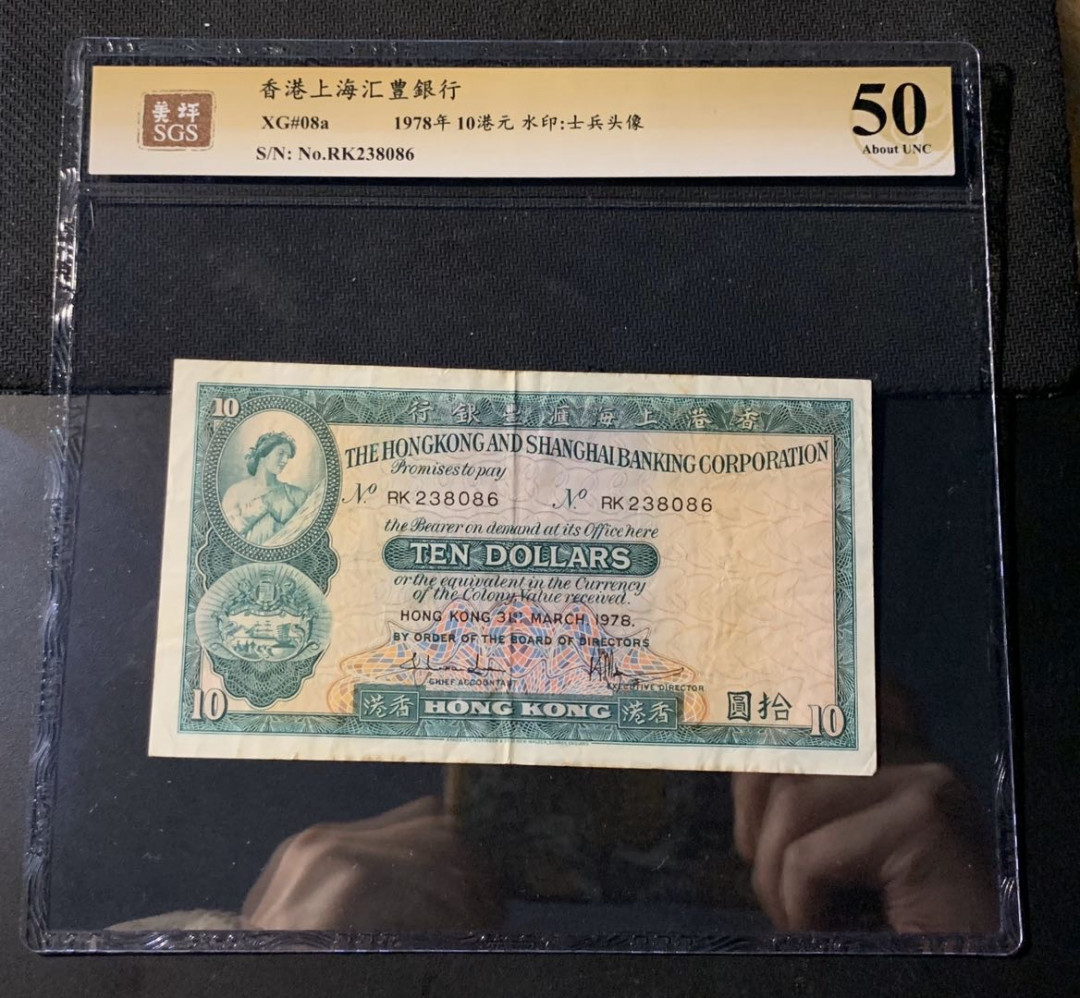 香港上海汇豐銀行
美坪
SGS
XG#08a 1978年 10港元 水印:士兵头像
S/N: No.RK238086
50
About UNC
10
行銀豐滙海上港香
THE HONGKONG AND SHANGHAI BANKING CORPORATION
Promises to pay
Nº RK 238086 Nº RK 238086
the Bearer on demand at its Office here
TEN DOLLARS
or the equivalent in the Currency
of the Colony Value received.
HONG KONG 31ST MARCH 1978.
BY ORDER OF THE BOARD OF DIRECTORS
CHIEF ACCOUNTANT EXECUTIVE DIRECTOR
10 港香 HONG KONG 港香 圓拾 10